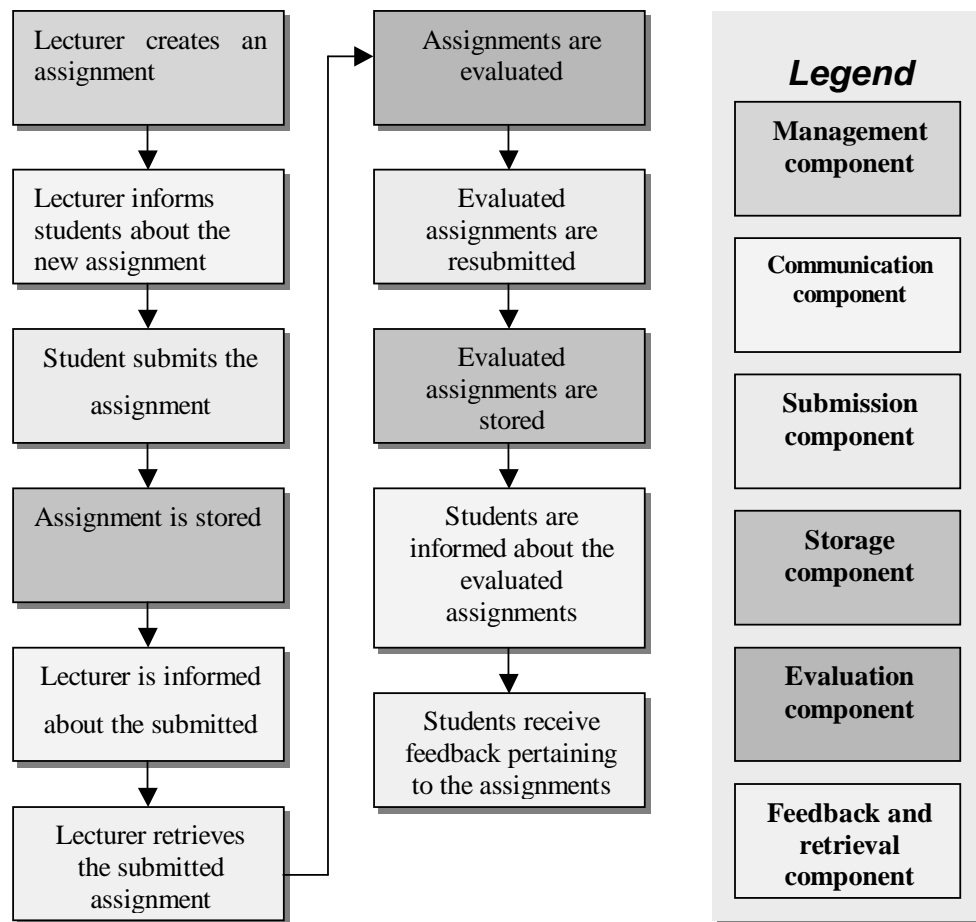 Lecturer creates an
assignment
Lecturer informs
students about the
new assignment
Student submits the
assignment
Assignment is stored
Lecturer is informed
about the submitted
Lecturer retrieves
the submitted
assignment
Assignments are
evaluated
Evaluated
assignments are
resubmitted
Evaluated
assignments are
stored
Students are
informed about the
evaluated
assignments
Students receive
feedback pertaining
to the assignments
Legend
Management
component
Communication
component
Submission
component
Storage
component
Evaluation
component
Feedback and
retrieval
component